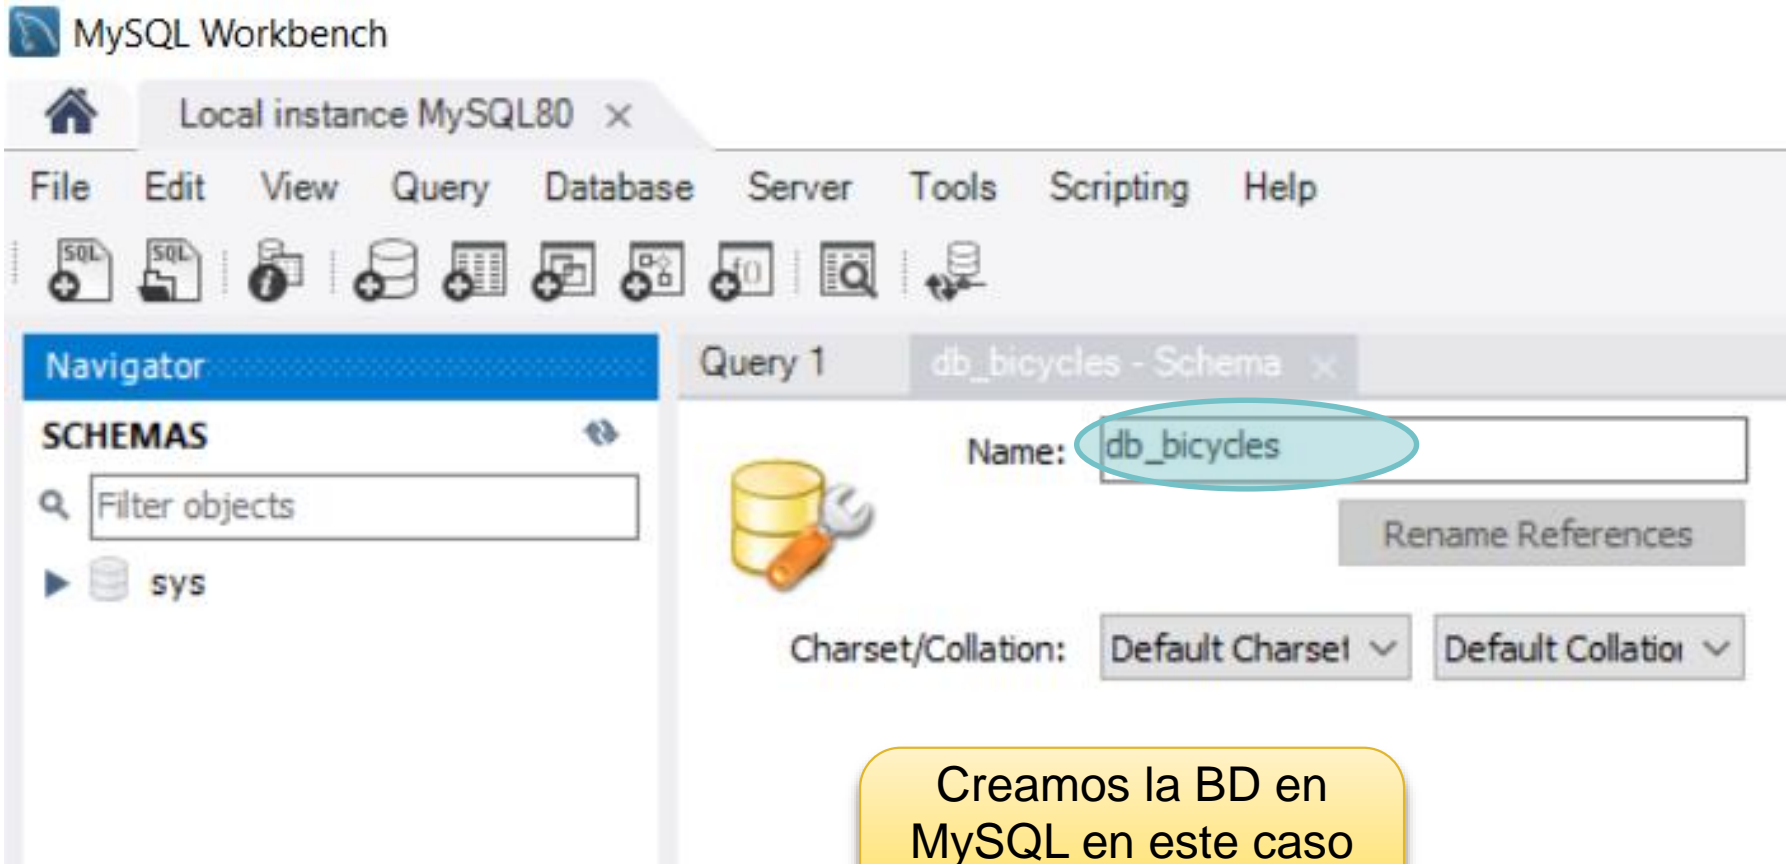 MySQL Workbench
Local instance MySQL80
File Edit View Query Database Server Tools Scripting Help
SQL SQL f()
Navigator
Query 1 db_bicycles - Schema
SCHEMAS
Name: db_bicycles
Filter objects
Rename References
sys
Charset/Collation: Default Charset Default Collation
Creamos la BD en
MySQL en este caso